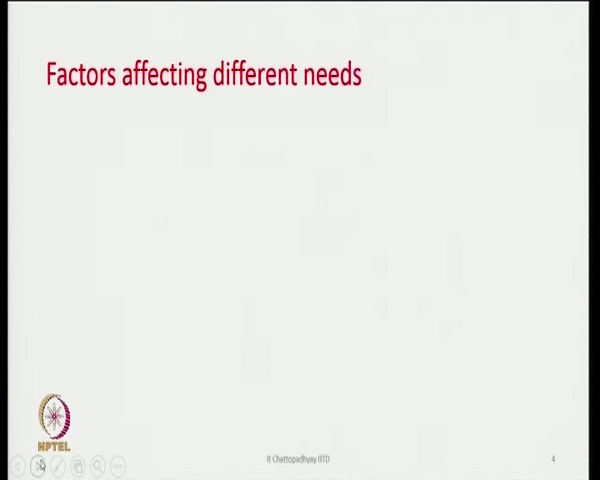 Factors affecting different needs
NPTEL
R Chattopadhyay IITD
4